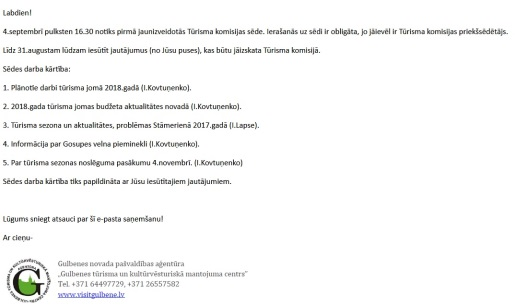 Labdien!
4.septembrī pulksten 16.30 notiks pirmā jaunizveidotās Tūrisma komisijas sēde. Ierašanās uz sēdi ir obligāta, jo jāievēl ir Tūrisma komisijas priekšsēdētājs.
Līdz 31.augustam lūdzam iesūtīt jautājumus (no Jūsu puses), kas būtu jāizskata Tūrisma komisijā.
Sēdes darba kārtība:
1. Plānotie darbi tūrisma jomā 2018.gadā (I.Kovtuņenko).
2. 2018.gada tūrisma jomas budžeta aktualitātes novadā (I.Kovtuņenko).
3. Tūrisma sezona un aktualitātes, problēmas Stāmerienā 2017.gadā (I.Lapse).
4. Informācija par Gosupes velna pieminekli (I.Kovtuņenko).
5. Par tūrisma sezonas noslēguma pasākumu 4.novembrī. (I.Kovtuņenko)
Sēdes darba kārtība tiks papildināta ar Jūsu iesūtītajiem jautājumiem.
Lūgums sniegt atsauci par šī e-pasta saņemšanu!
Ar cieņu-
Gulbenes novada pašvaldības aģentūra
„Gulbenes tūrisma un kultūrvēsturiskā mantojuma centrs"
Tel. +371 64497729, +371 26557582
www.visitgulbene.lv